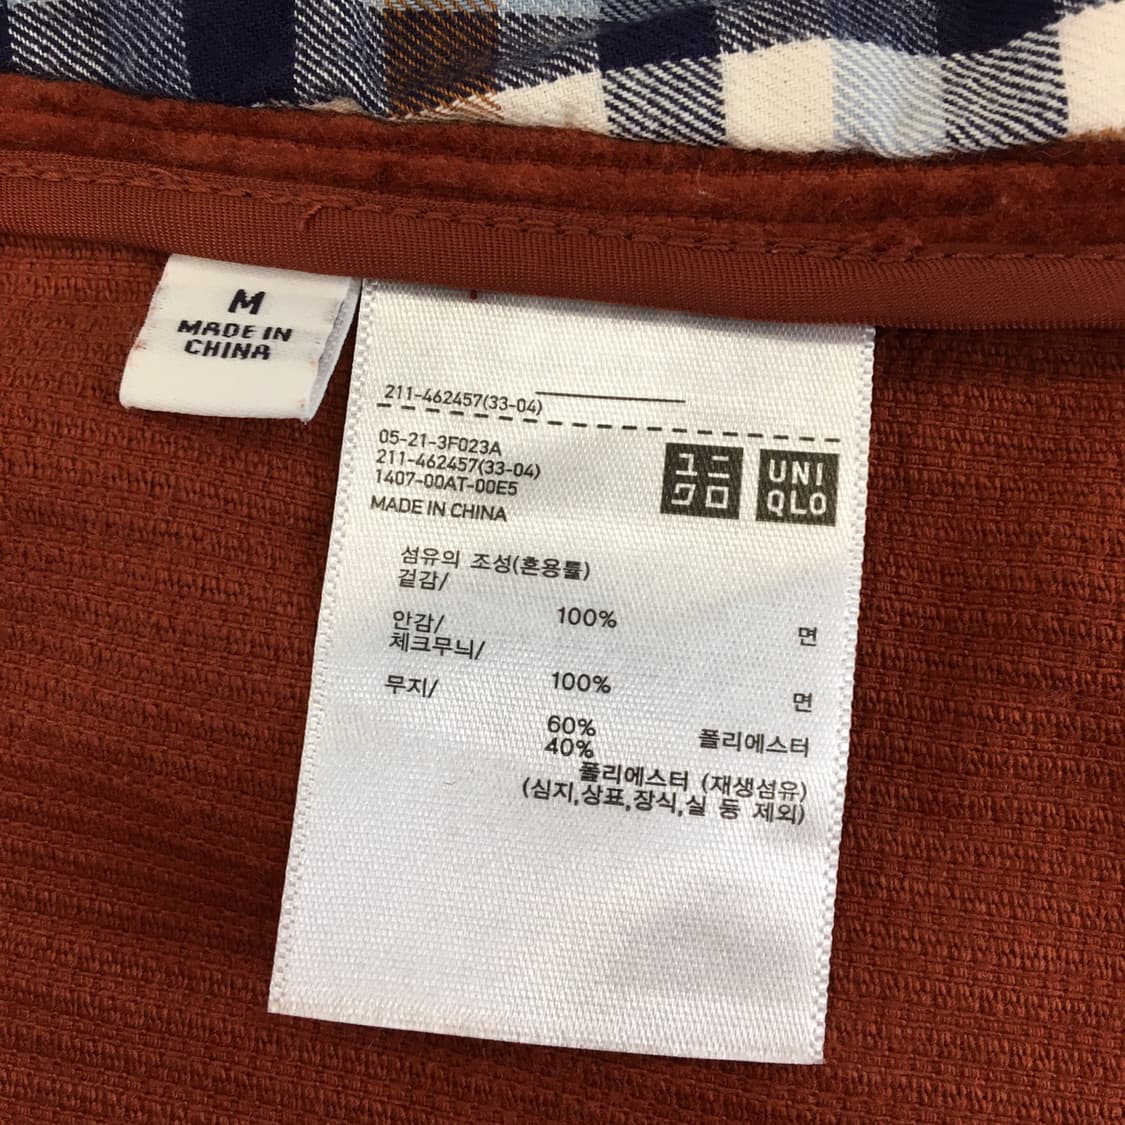 M
MADE IN
CHINA
211-462457(33-04)
05-21-3F023A
211-462457(33-04)
1407-00AT-00E5
MADE IN CHINA
ユニ
クロ
UNI
QLO
섬유의 조성(혼용률)
겉감/
100% 면
안감/
체크무늬/
100% 면
무지/
60% 폴리에스터
40%
폴리에스터 (재생섬유)
(심지,상표,장식,실 등 제외)